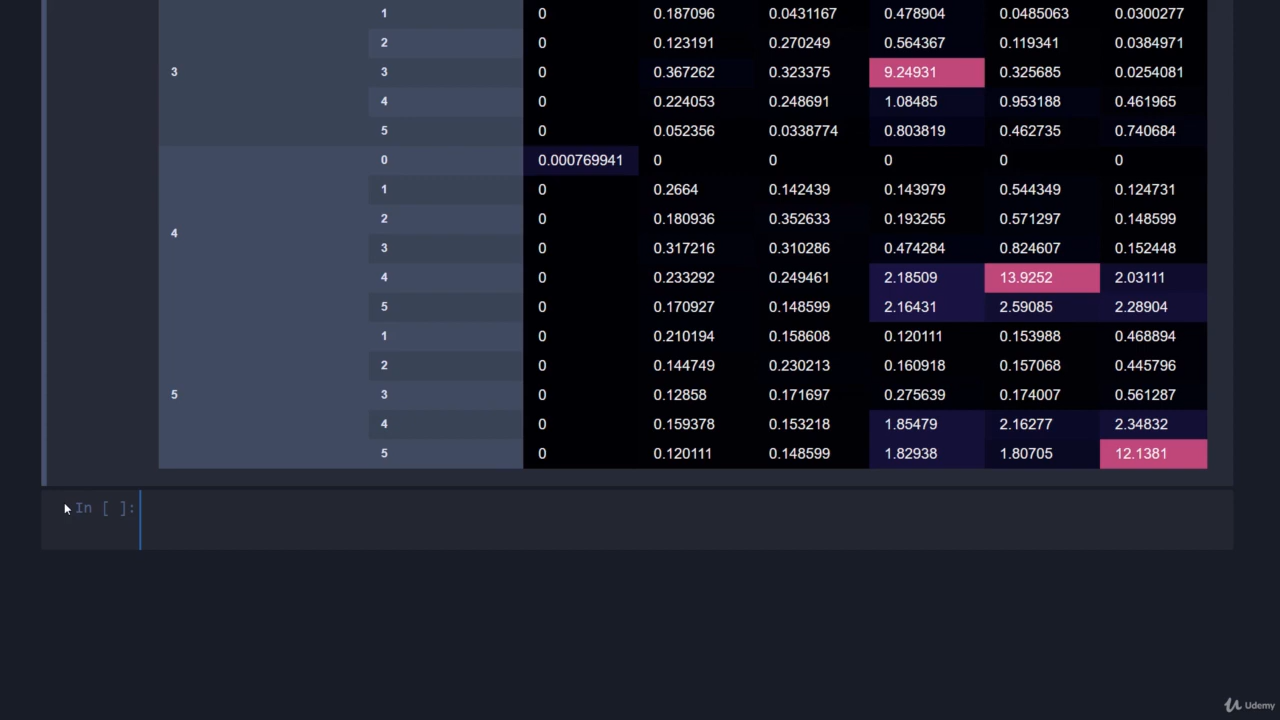 1 0 0.187096 0.0431167 0.478904 0.0485063 0.0300277
2 0 0.123191 0.270249 0.564367 0.119341 0.0384971
3 3 0 0.367262 0.323375 9.24931 0.325685 0.0254081
4 0 0.224053 0.248691 1.08485 0.953188 0.461965
5 0 0.052356 0.0338774 0.803819 0.462735 0.740684
0 0.000769941 0 0 0 0 0
1 0 0.2664 0.142439 0.143979 0.544349 0.124731
2 0 0.180936 0.352633 0.193255 0.571297 0.148599
4
3 0 0.317216 0.310286 0.474284 0.824607 0.152448
4 0 0.233292 0.249461 2.18509 13.9252 2.03111
5 0 0.170927 0.148599 2.16431 2.59085 2.28904
1 0 0.210194 0.158608 0.120111 0.153988 0.468894
2 0 0.144749 0.230213 0.160918 0.157068 0.445796
5 3 0 0.12858 0.171697 0.275639 0.174007 0.561287
4 0 0.159378 0.153218 1.85479 2.16277 2.34832
5 0 0.120111 0.148599 1.82938 1.80705 12.1381
In [ ]:
Udemy